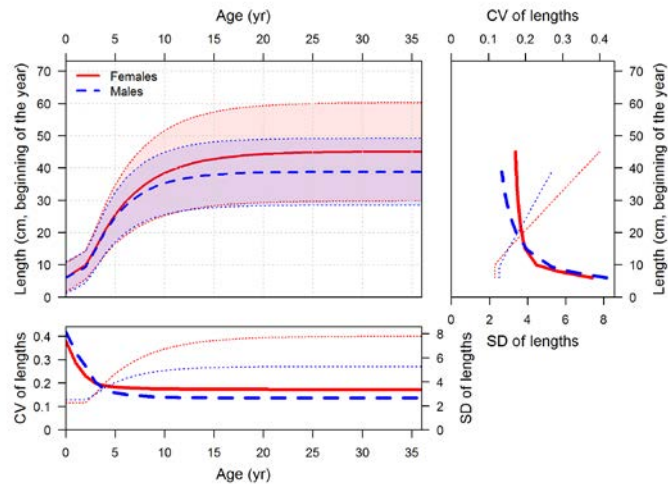 Age (yr)
0 5 10 15 20 25 30 35
CV of lengths
0 0.1 0.2 0.3 0.4
Length (cm, beginning of the year)
70
60
50
40
30
20
10
0
Females
Males
70
60
50
40
30
20
10
0
Length (cm, beginning of the year)
0 2 4 6 8
SD of lengths
CV of lengths
0.4
0.3
0.2
0.1
0
8
6
4
2
0
SD of lengths
0 5 10 15 20 25 30 35
Age (yr)